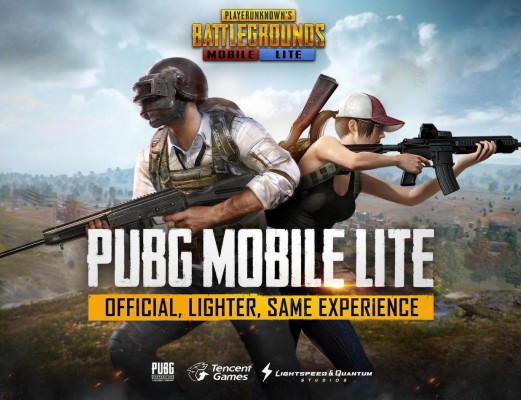 PLAYERUNKNOWN'S
BATTLEGROUNDS
MOBILE LITE
PUBG MOBILE LITE
OFFICIAL, LIGHTER, SAME EXPERIENCE
PUBG
Tencent
Games
LIGHTSPEED & QUANTUM
STUDIOS